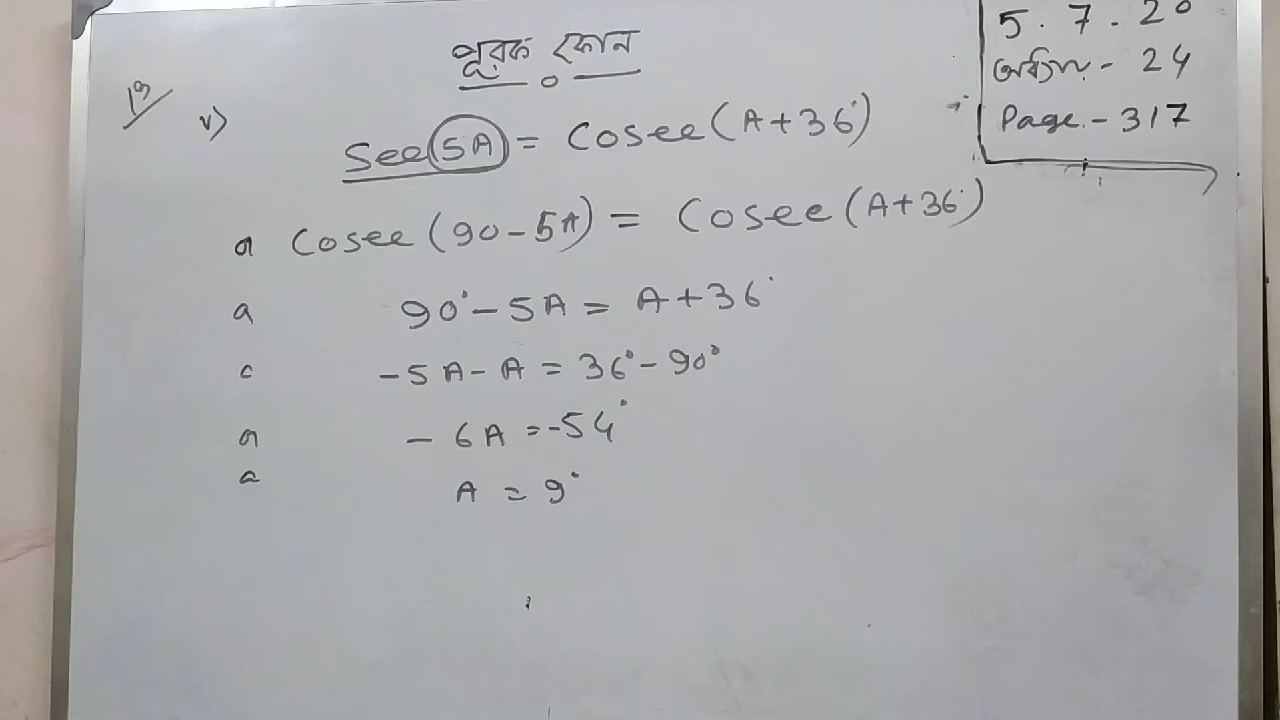 পূরক কোন
5.7.20
অধ্যায়.- 24
Page.- 317
v) Sec(5A) = Cosec(A+36°)
বা Cosec(90-5A) = Cosec(A+36°)
বা 90°-5A = A+36°
বা -5A-A = 36°-90°
বা -6A = -54°
বা A = 9°